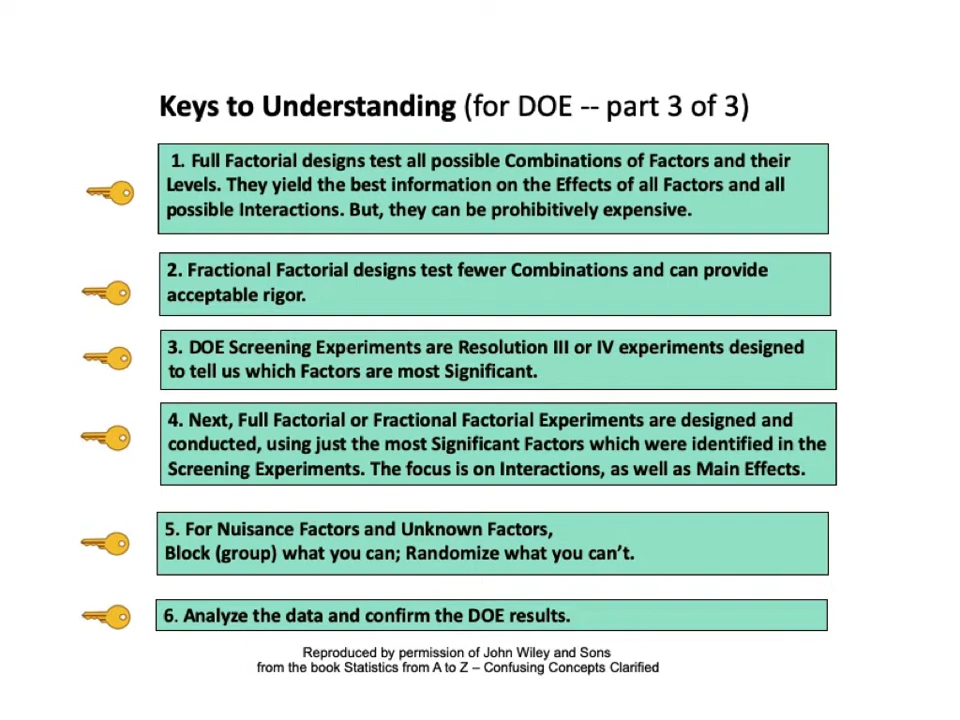 Keys to Understanding (for DOE -- part 3 of 3)
1. Full Factorial designs test all possible Combinations of Factors and their
Levels. They yield the best information on the Effects of all Factors and all
possible Interactions. But, they can be prohibitively expensive.
2. Fractional Factorial designs test fewer Combinations and can provide
acceptable rigor.
3. DOE Screening Experiments are Resolution III or IV experiments designed
to tell us which Factors are most Significant.
4. Next, Full Factorial or Fractional Factorial Experiments are designed and
conducted, using just the most Significant Factors which were identified in the
Screening Experiments. The focus is on Interactions, as well as Main Effects.
5. For Nuisance Factors and Unknown Factors,
Block (group) what you can; Randomize what you can’t.
6. Analyze the data and confirm the DOE results.
Reproduced by permission of John Wiley and Sons
from the book Statistics from A to Z – Confusing Concepts Clarified